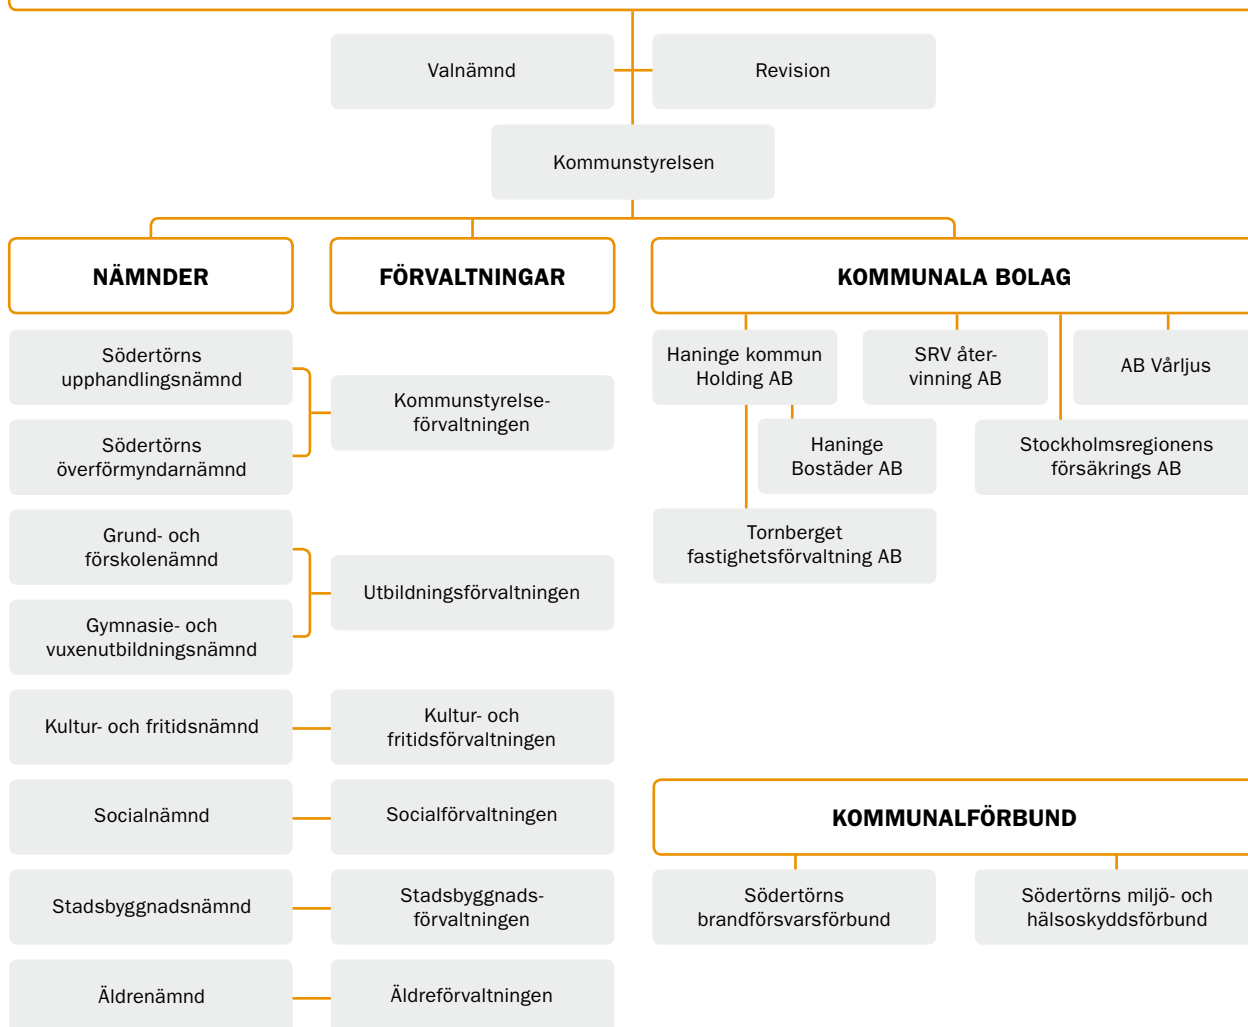 Valnämnd
Revision
Kommunstyrelsen
NÄMNDER
FÖRVALTNINGAR
KOMMUNALA BOLAG
Södertörns
upphandlingsnämnd
Södertörns
överförmyndarnämnd
Kommunstyrelse-
förvaltningen
Grund- och
förskolenämnd
Gymnasie- och
vuxenutbildningsnämnd
Utbildningsförvaltningen
Kultur- och fritidsnämnd
Kultur- och
fritidsförvaltningen
Socialnämnd
Socialförvaltningen
Stadsbyggnadsnämnd
Stadsbyggnads-
förvaltningen
Äldrenämnd
Äldreförvaltningen
Haninge kommun
Holding AB
SRV åter-
vinning AB
AB Vårljus
Haninge
Bostäder AB
Stockholmsregionens
försäkrings AB
Tornberget
fastighetsförvaltning AB
KOMMUNALFÖRBUND
Södertörns
brandförsvarsförbund
Södertörns miljö- och
hälsoskyddsförbund